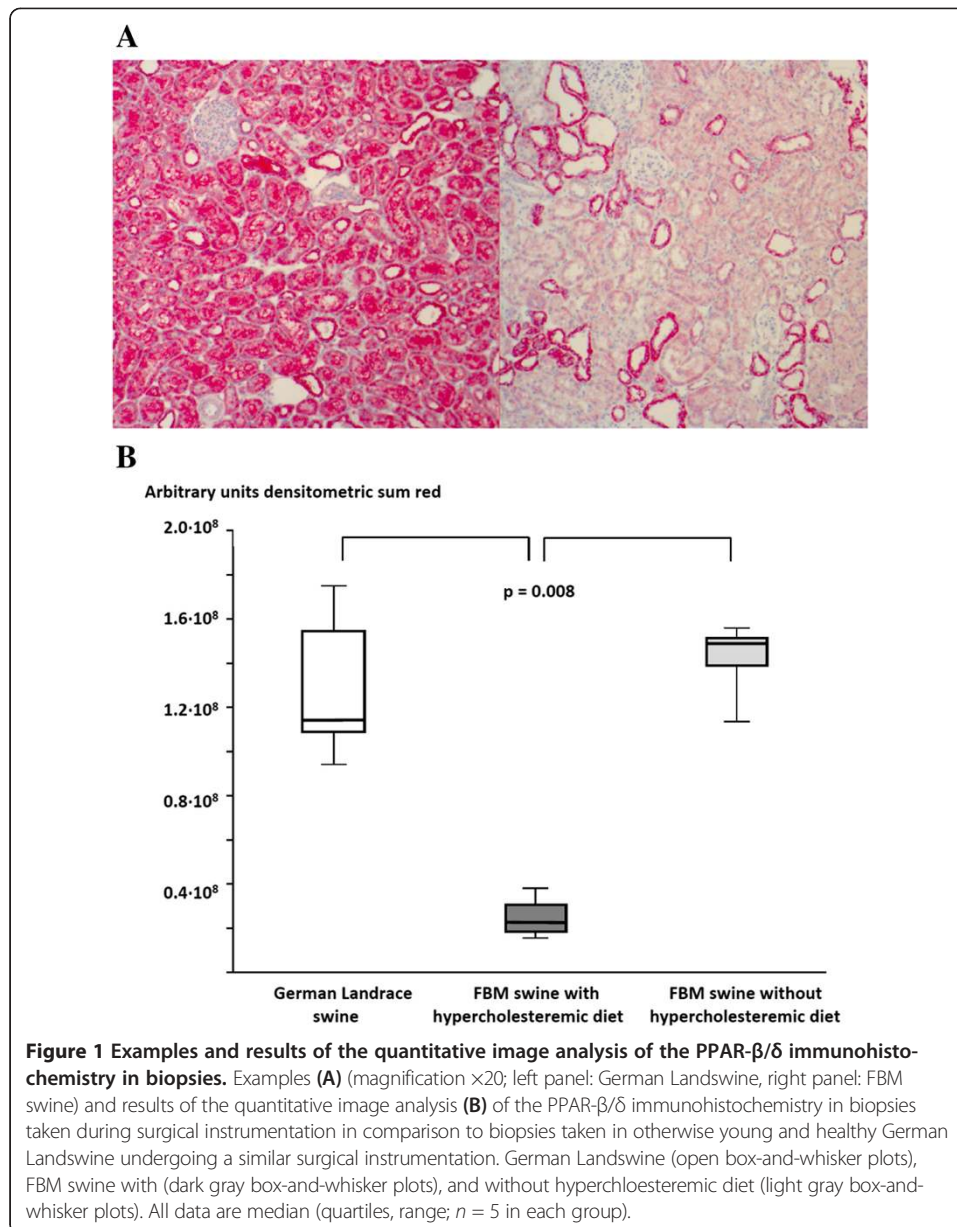 A
B
Arbitrary units densitometric sum red
2.0·10⁸
1.6·10⁸
1.2·10⁸
0.8·10⁸
0.4·10⁸
p = 0.008
German Landrace
swine
FBM swine with
hypercholesteremic diet
FBM swine without
hypercholesteremic diet
Figure 1 Examples and results of the quantitative image analysis of the PPAR-β/δ immunohisto-
chemistry in biopsies. Examples (A) (magnification ×20; left panel: German Landswine, right panel: FBM
swine) and results of the quantitative image analysis (B) of the PPAR-β/δ immunohistochemistry in biopsies
taken during surgical instrumentation in comparison to biopsies taken in otherwise young and healthy German
Landswine undergoing a similar surgical instrumentation. German Landswine (open box-and-whisker plots),
FBM swine with (dark gray box-and-whisker plots), and without hyperchloesteremic diet (light gray box-and-
whisker plots). All data are median (quartiles, range; n = 5 in each group).